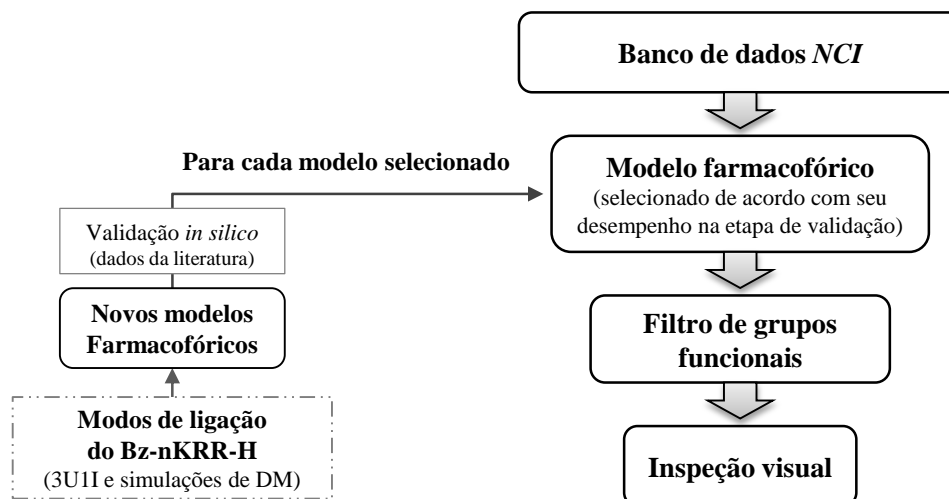 Banco de dados NCI
Para cada modelo selecionado
Modelo farmacofórico
(selecionado de acordo com seu
desempenho na etapa de validação)
Validação in silico
(dados da literatura)
Novos modelos
Farmacofóricos
Filtro de grupos
funcionais
Modos de ligação
do Bz-nKRR-H
(3U1I e simulações de DM)
Inspeção visual